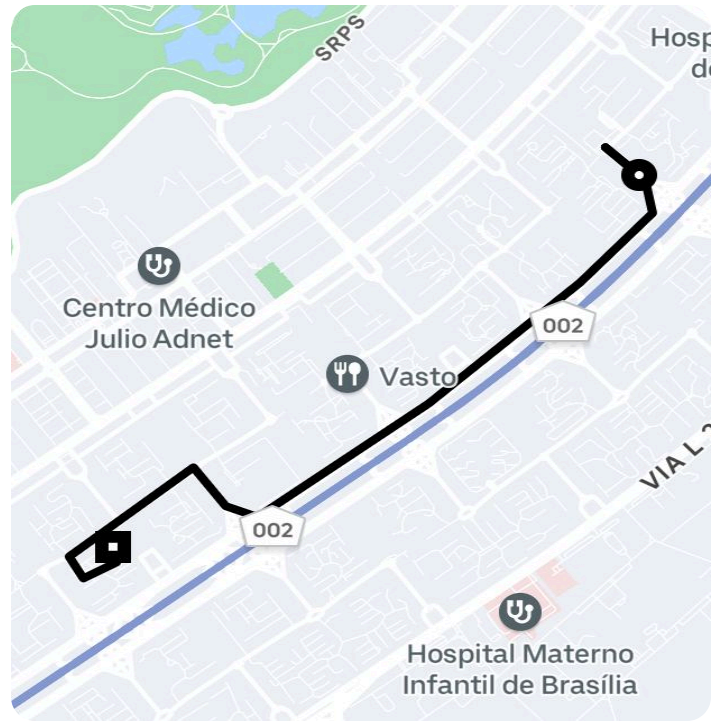 SRPS
Hosp
de
Centro Médico
Julio Adnet
002
Vasto
VIA L 2
002
Hospital Materno
Infantil de Brasília